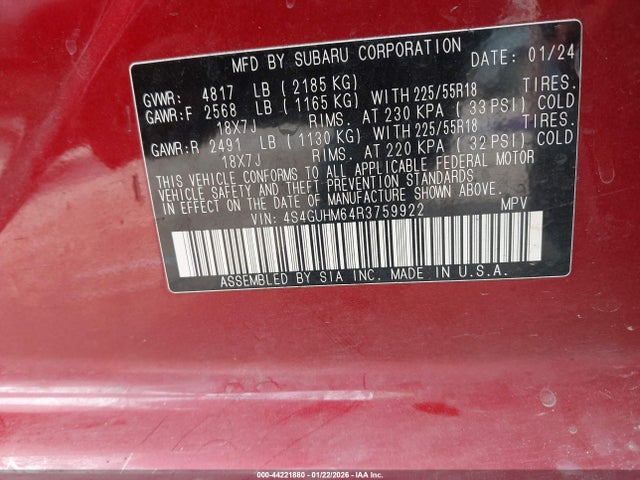 MFD BY SUBARU CORPORATION DATE: 01/24
GVWR: 4817 LB (2185 KG)
GAWR:F 2568 LB (1165 KG) WITH 225/55R18 TIRES.
18X7J RIMS. AT 230 KPA (33 PSI) COLD
GAWR:R 2491 LB (1130 KG) WITH 225/55R18 TIRES.
18X7J RIMS. AT 220 KPA (32 PSI) COLD
THIS VEHICLE CONFORMS TO ALL APPLICABLE FEDERAL MOTOR
VEHICLE SAFETY AND THEFT PREVENTION STANDARDS IN EFFECT
ON THE DATE OF MANUFACTURE SHOWN ABOVE.
VIN: 4S4GUHM64R3759922 MPV
ASSEMBLED BY SIA INC. MADE IN U.S.A.
000-44221880 - 01/22/2026 - IAA Inc.